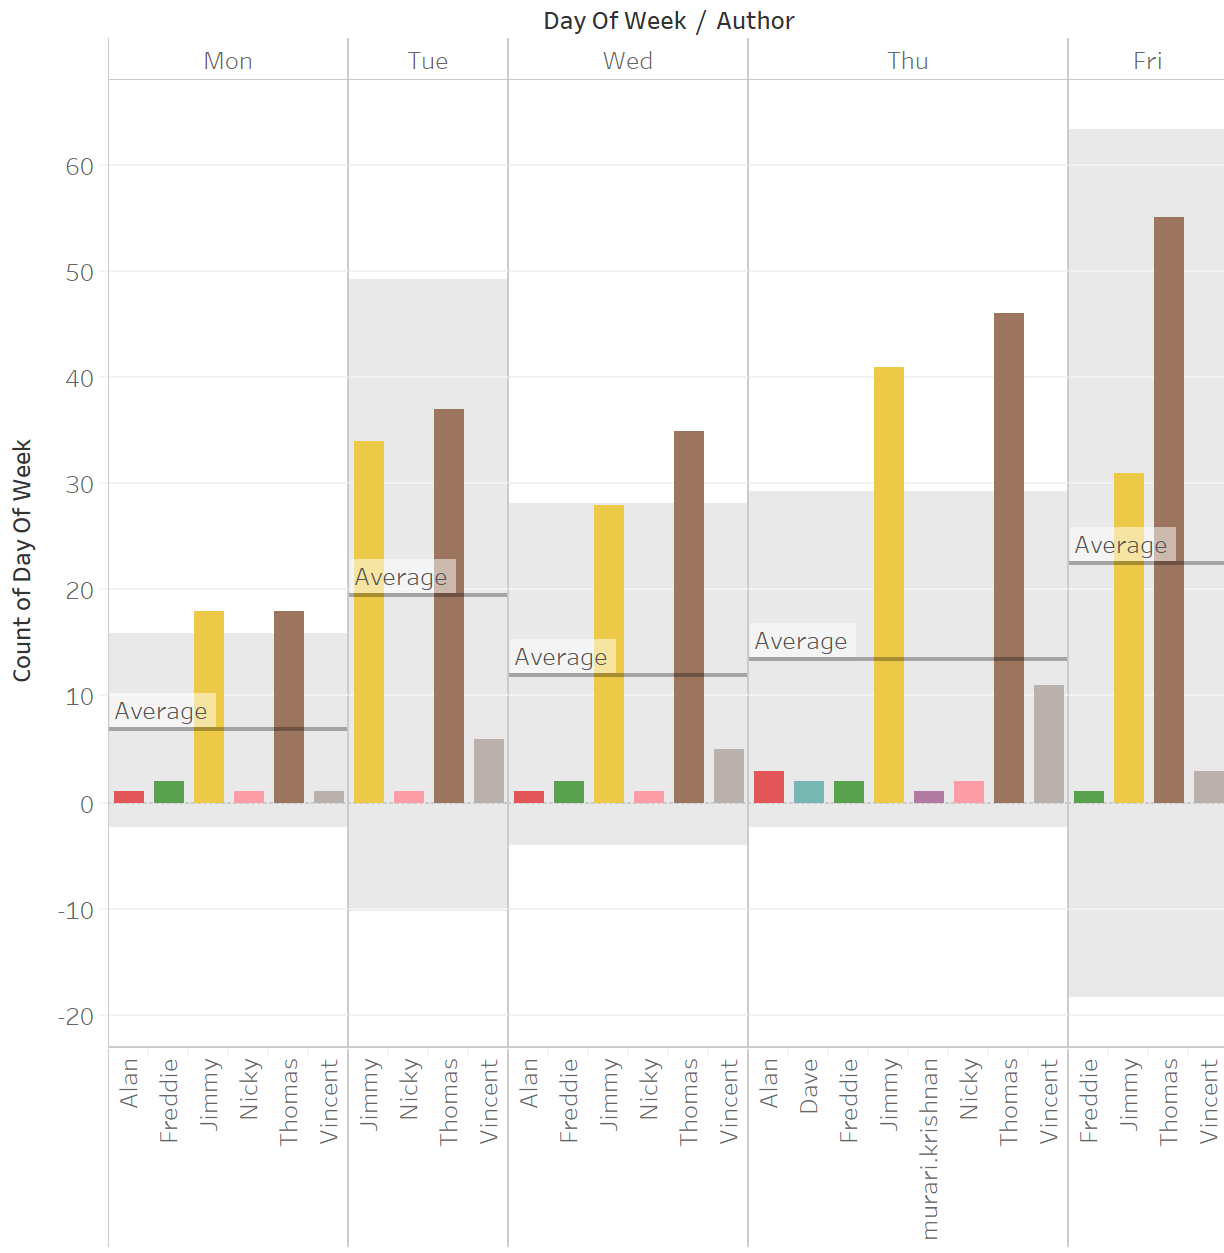 Day Of Week / Author
Mon Tue Wed Thu Fri
Count of Day Of Week
60
50
40
30
20
10
0
-10
-20
Average
Average
Average
Average
Average
Alan
Freddie
Jimmy
Nicky
Thomas
Vincent
Jimmy
Nicky
Thomas
Vincent
Alan
Freddie
Jimmy
Nicky
Thomas
Vincent
Alan
Dave
Freddie
Jimmy
murari.krishnan
Nicky
Thomas
Vincent
Freddie
Jimmy
Thomas
Vincent